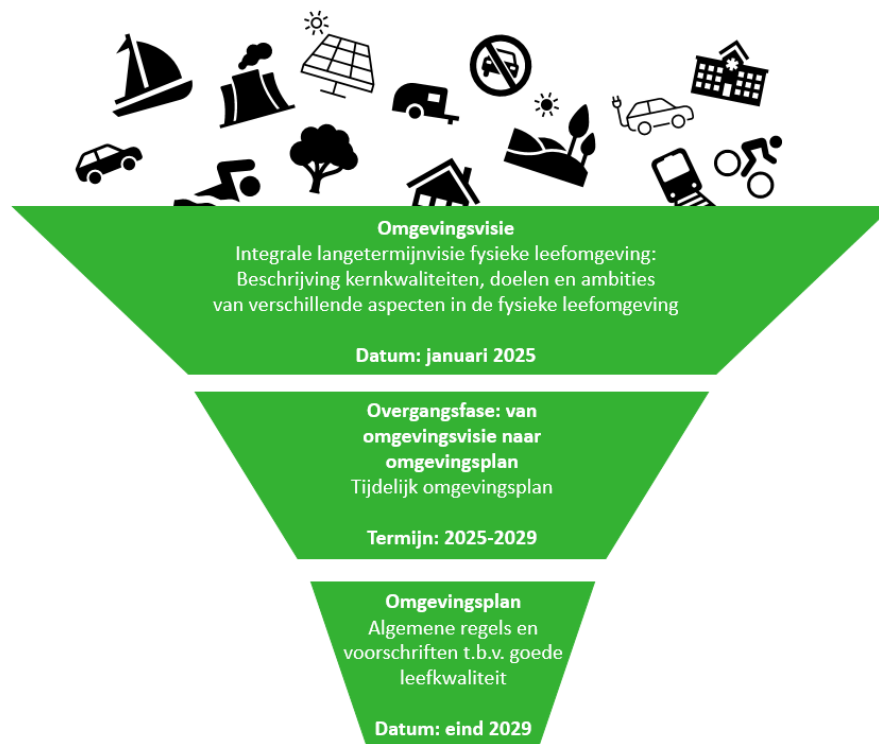 Omgevingsvisie
Integrale langetermijnvisie fysieke leefomgeving:
Beschrijving kernkwaliteiten, doelen en ambities
van verschillende aspecten in de fysieke leefomgeving
Datum: januari 2025
Overgangsfase: van
omgevingsvisie naar
omgevingsplan
Tijdelijk omgevingsplan
Termijn: 2025-2029
Omgevingsplan
Algemene regels en
voorschriften t.b.v. goede
leefkwaliteit
Datum: eind 2029